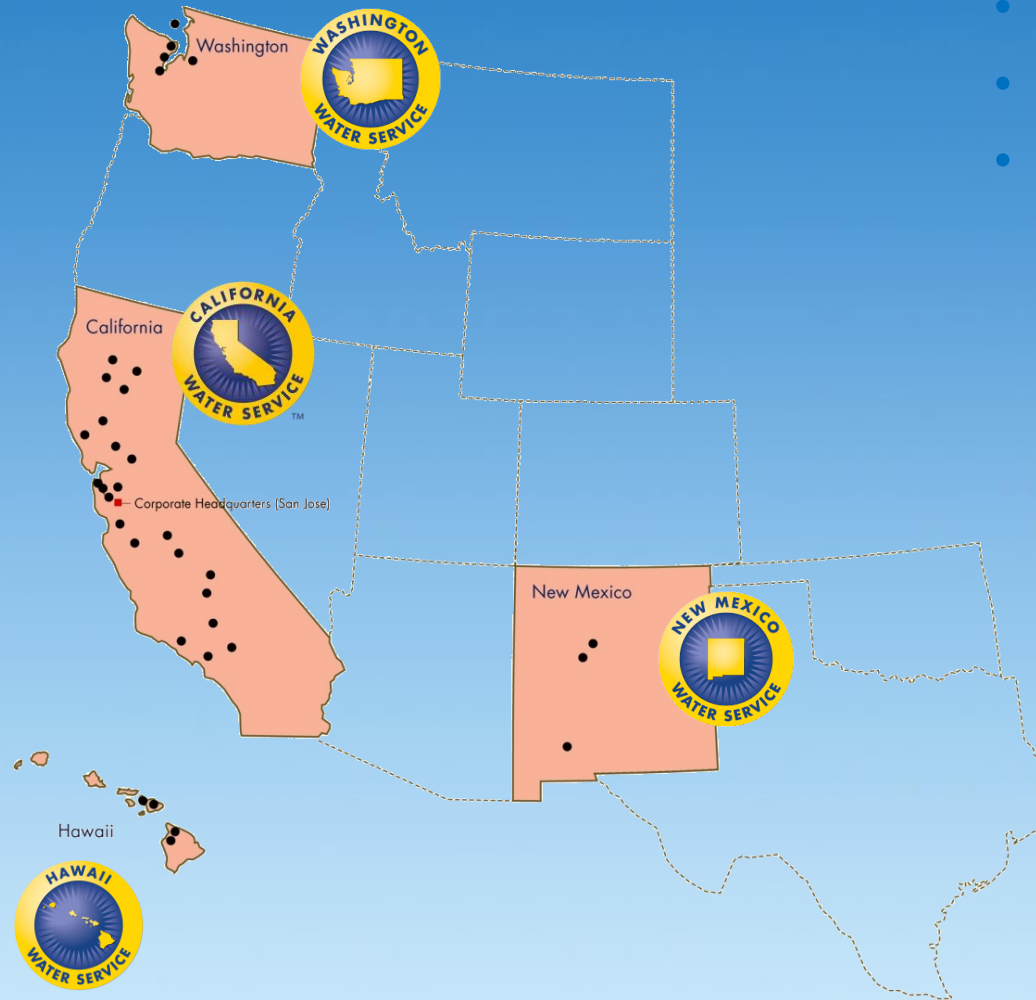 Washington
WASHINGTON
WATER SERVICE
California
CALIFORNIA
WATER SERVICE
™
Corporate Headquarters (San Jose)
New Mexico
NEW MEXICO
WATER SERVICE
Hawaii
HAWAII
WATER SERVICE